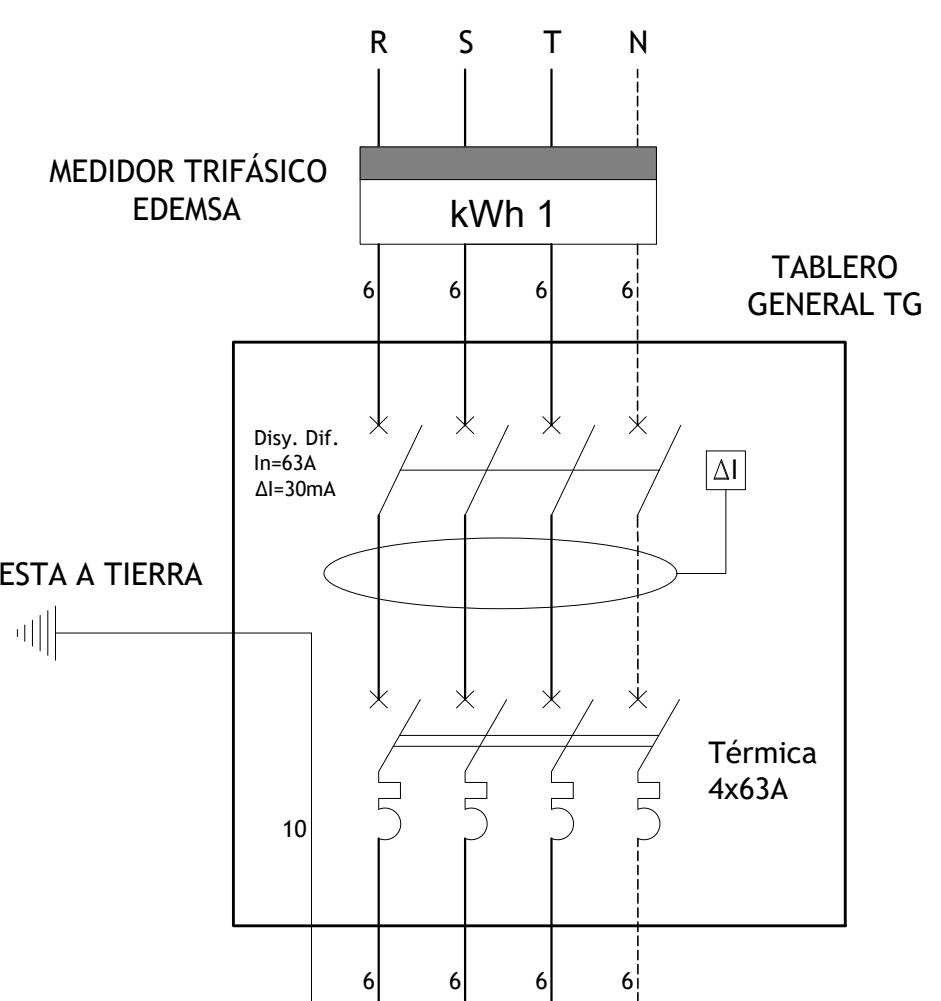 R S T N
MEDIDOR TRIFÁSICO
EDEMSA
kWh 1
6 6 6 6
TABLERO
GENERAL TG
Disy. Dif.
In=63A
ΔI=30mA
ΔI
ESTA A TIERRA
Térmica
4x63A
10
6 6 6 6